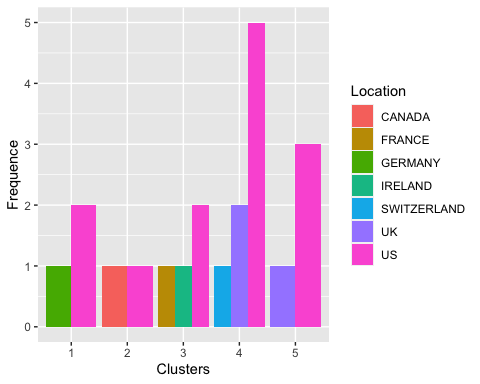 5
4
3
2
1
0
Frequence
1 2 3 4 5
Clusters
Location
CANADA
FRANCE
GERMANY
IRELAND
SWITZERLAND
UK
US